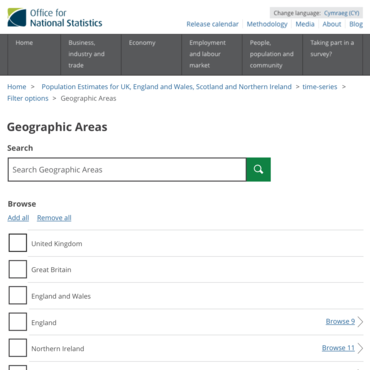 Office for
National Statistics
Change language: Cymraeg (CY)
Release calendar Methodology Media About Blog
Home
Business, industry and trade
Economy
Employment and labour market
People, population and community
Taking part in a survey?
Home > Population Estimates for UK, England and Wales, Scotland and Northern Ireland > time-series >
Filter options > Geographic Areas
Geographic Areas
Search
Search Geographic Areas
Browse
Add all Remove all
United Kingdom
Great Britain
England and Wales
England Browse 9
Northern Ireland Browse 11